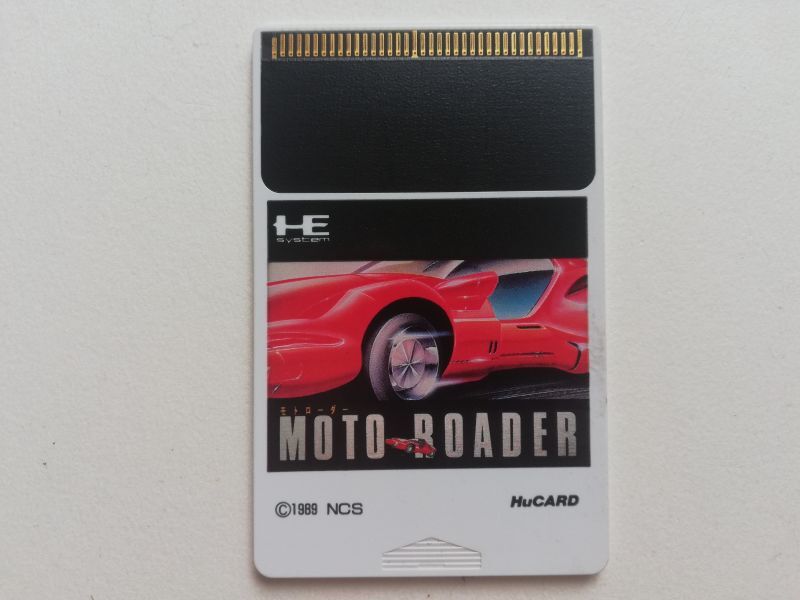 HE
system
モトローダー
MOTO ROADER
©1989 NCS
HuCARD